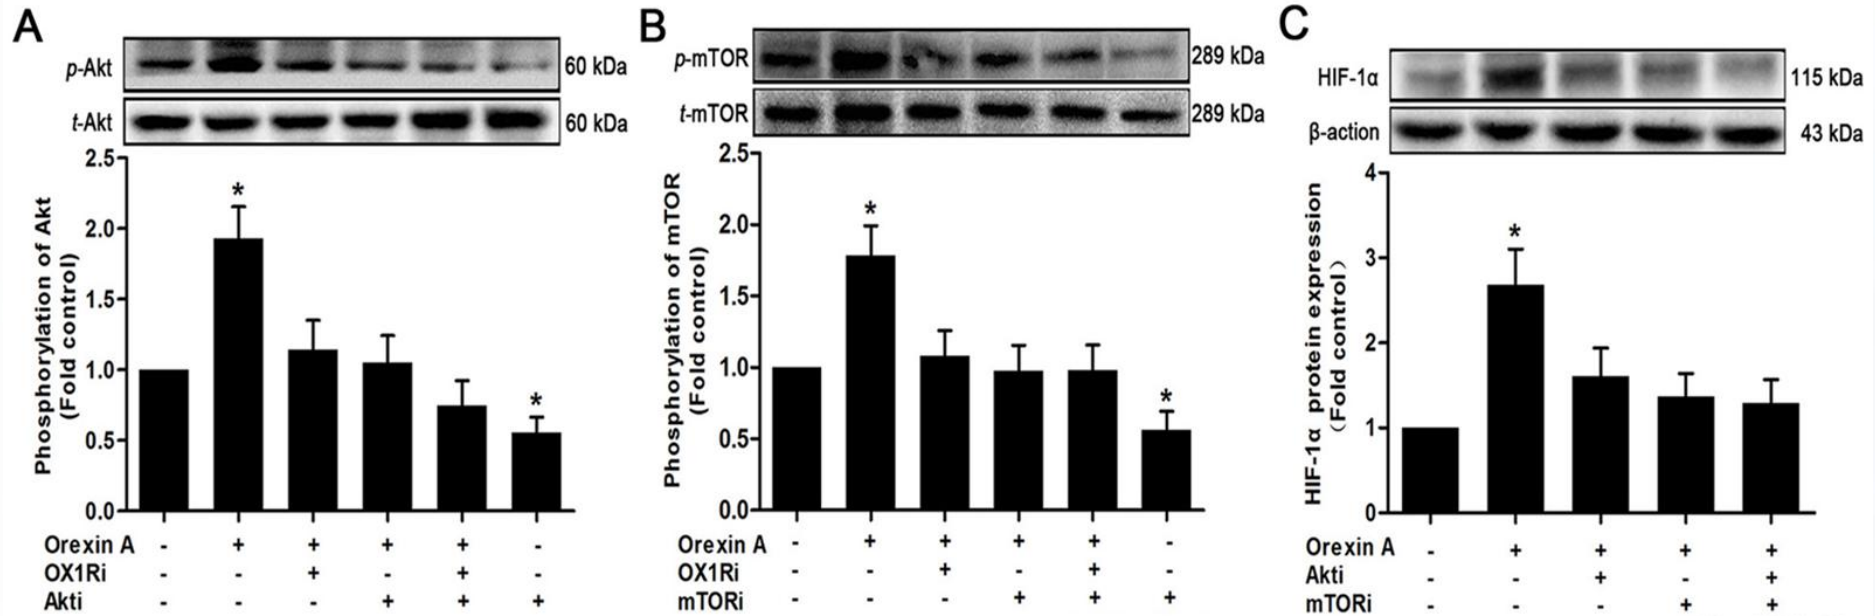 A
p-Akt 60 kDa
t-Akt 60 kDa
Phosphorylation of Akt
(Fold control)
2.5
*
2.0
1.5
1.0
*
0.5
0.0
Orexin A - + + + + -
OX1Ri - - + - + -
Akti - - - + + +
B
p-mTOR 289 kDa
t-mTOR 289 kDa
Phosphorylation of mTOR
(Fold control)
2.5
*
2.0
1.5
1.0
*
0.5
0.0
Orexin A - + + + + -
OX1Ri - - + - + -
mTORi - - - + + +
C
HIF-1α 115 kDa
β-action 43 kDa
HIF-1α protein expression
(Fold control)
4
*
3
2
1
0
Orexin A - + + + +
Akti - - + - +
mTORi - - - + +